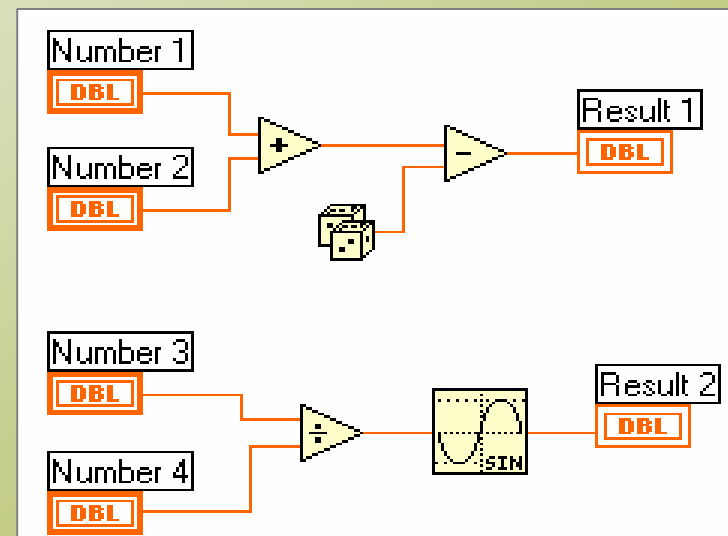 Number 1
DBL
+
-
Result 1
DBL
Number 2
DBL
Number 3
DBL
÷
SIN
Result 2
DBL
Number 4
DBL